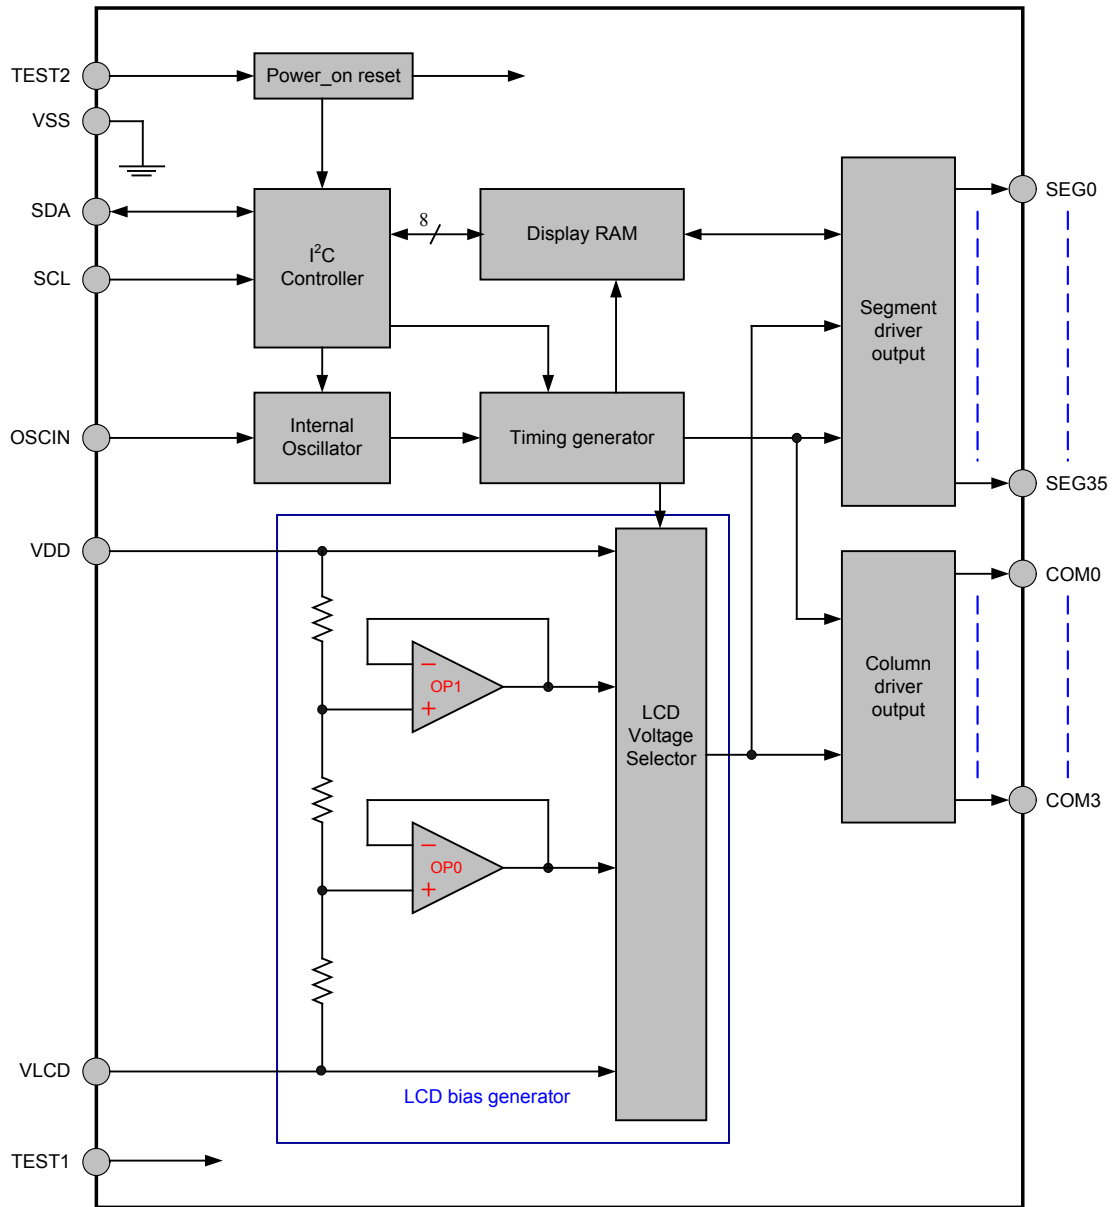 TEST2
Power_on reset
VSS
SDA
SEG0
8
Display RAM
I²C
Controller
SCL
Segment
driver
output
Internal
Oscillator
OSCIN
Timing generator
SEG35
VDD
COM0
−
OP1
+
Column
driver
output
LCD
Voltage
Selector
COM3
−
OP0
+
VLCD
LCD bias generator
TEST1